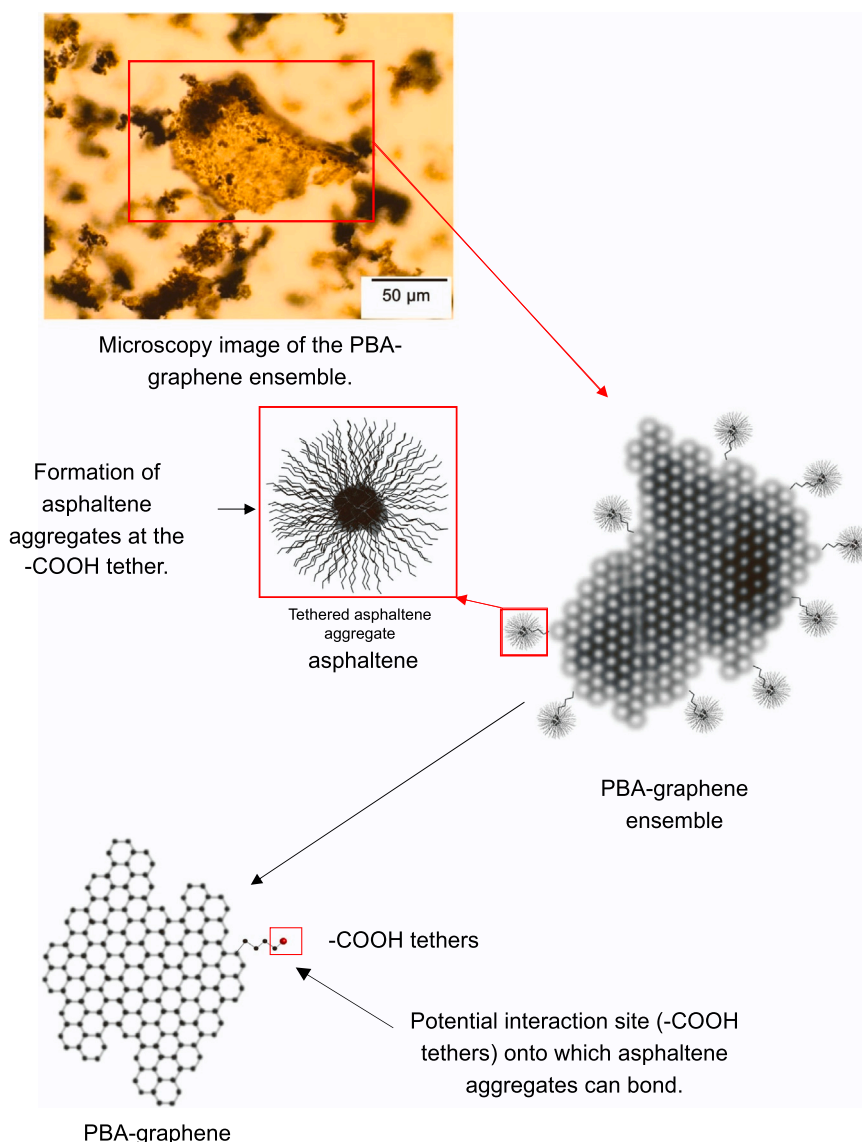 50 µm
Microscopy image of the PBA-
graphene ensemble.
Formation of
asphaltene
aggregates at the
-COOH tether.
Tethered asphaltene
aggregate
asphaltene
PBA-graphene
ensemble
-COOH tethers
Potential interaction site (-COOH
tethers) onto which asphaltene
aggregates can bond.
PBA-graphene